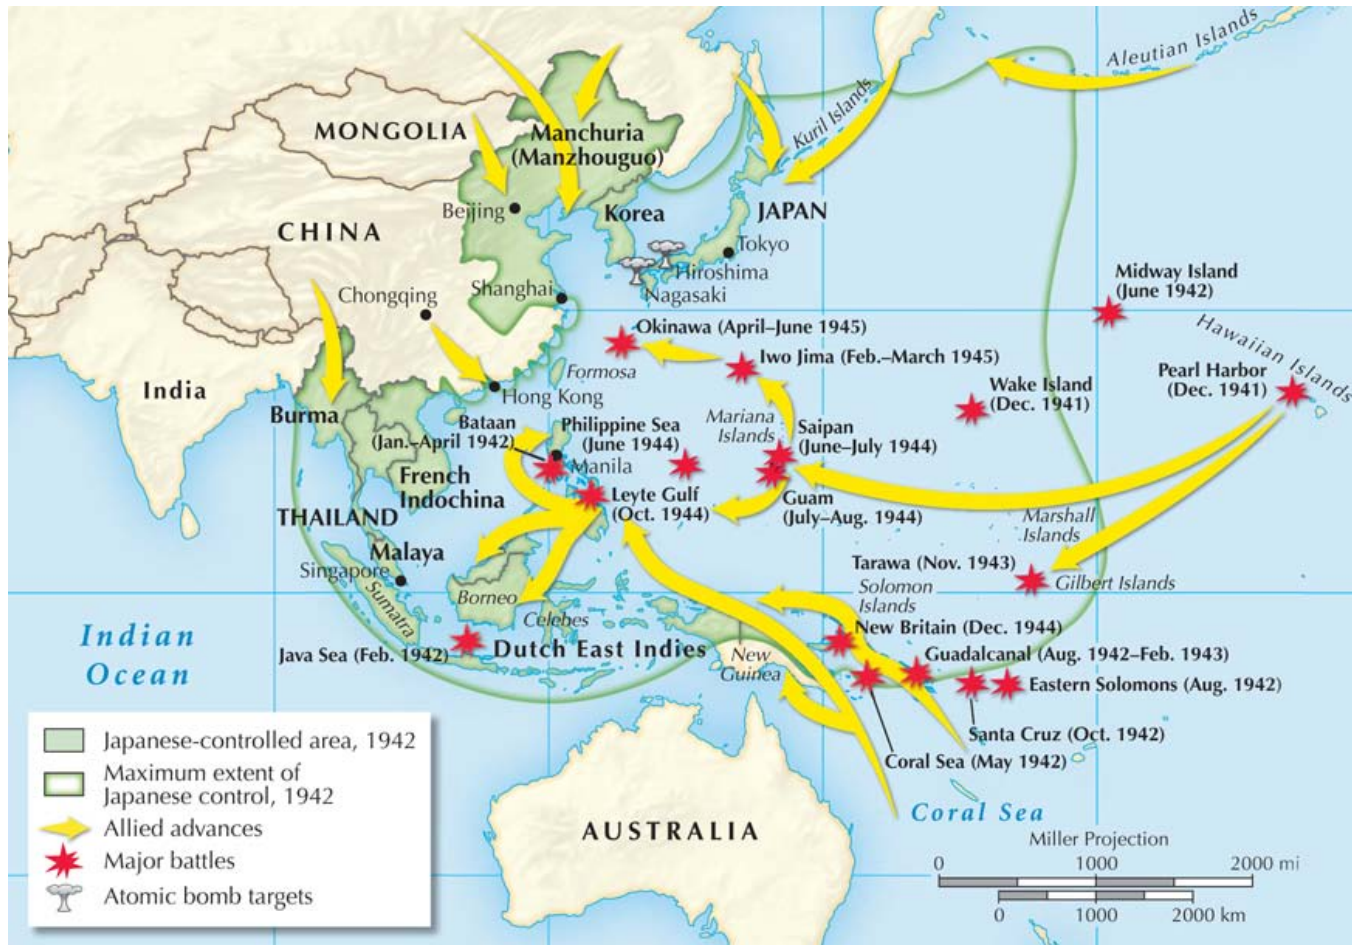 Aleutian Islands
Kuril Islands
MONGOLIA
Manchuria
(Manzhouguo)
Beijing
Korea
JAPAN
CHINA
Tokyo
Hiroshima
Nagasaki
Chongqing
Shanghai
Midway Island
(June 1942)
Hawaiian Islands
Okinawa (April–June 1945)
Iwo Jima (Feb.–March 1945)
Formosa
India
Hong Kong
Pearl Harbor
(Dec. 1941)
Wake Island
(Dec. 1941)
Burma
Bataan
(Jan.–April 1942)
Philippine Sea
(June 1944)
Mariana
Islands
Saipan
(June–July 1944)
Manila
French
Indochina
Leyte Gulf
(Oct. 1944)
Guam
(July–Aug. 1944)
THAILAND
Marshall
Islands
Malaya
Singapore
Sumatra
Tarawa (Nov. 1943)
Gilbert Islands
Solomon
Islands
Borneo
Celebes
Indian
Ocean
New Britain (Dec. 1944)
Java Sea (Feb. 1942)
Dutch East Indies
New
Guinea
Guadalcanal (Aug. 1942–Feb. 1943)
Eastern Solomons (Aug. 1942)
Santa Cruz (Oct. 1942)
Coral Sea (May 1942)
Coral Sea
AUSTRALIA
Japanese-controlled area, 1942
Maximum extent of
Japanese control, 1942
Allied advances
Major battles
Atomic bomb targets
Miller Projection
0 1000 2000 mi
0 1000 2000 km